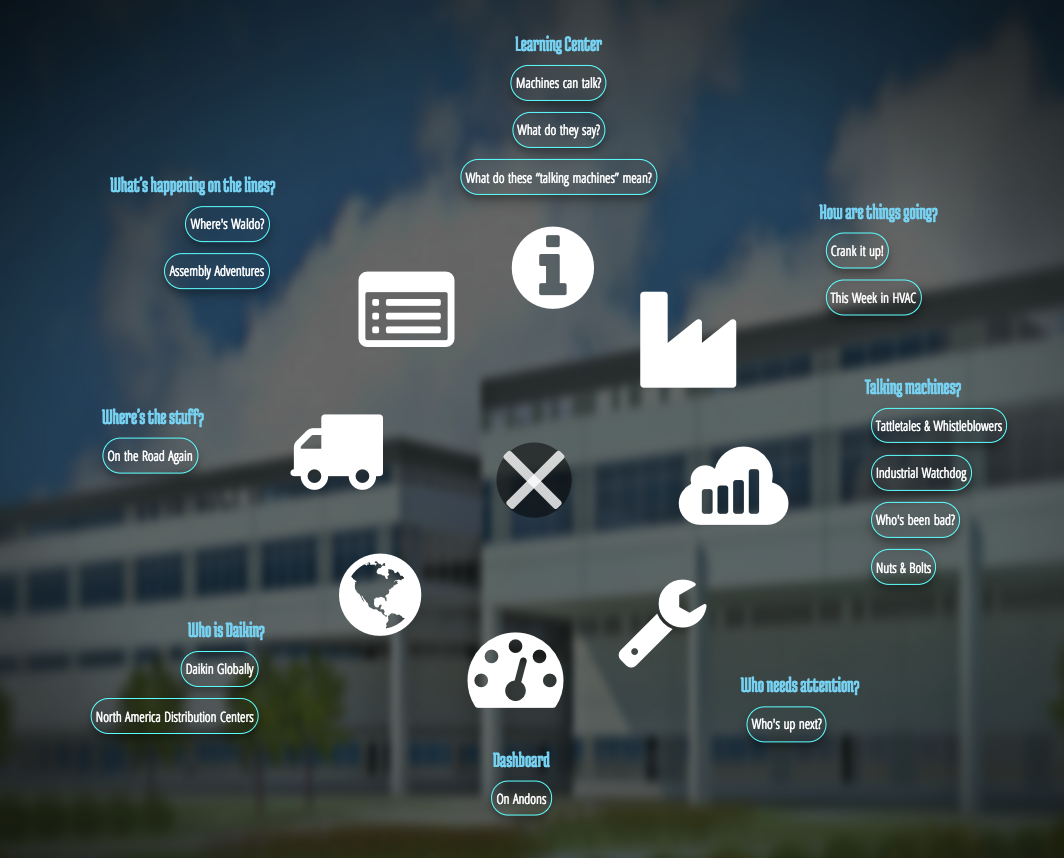 Learning Center
Machines can talk?
What do they say?
What do these “talking machines” mean?
What's happening on the lines?
Where's Waldo?
Assembly Adventures
How are things going?
Crank it up!
This Week in HVAC
Talking machines?
Tattletales & Whistleblowers
Industrial Watchdog
Who's been bad?
Nuts & Bolts
Where's the stuff?
On the Road Again
Who is Daikin?
Daikin Globally
North America Distribution Centers
Who needs attention?
Who's up next?
Dashboard
On Andons